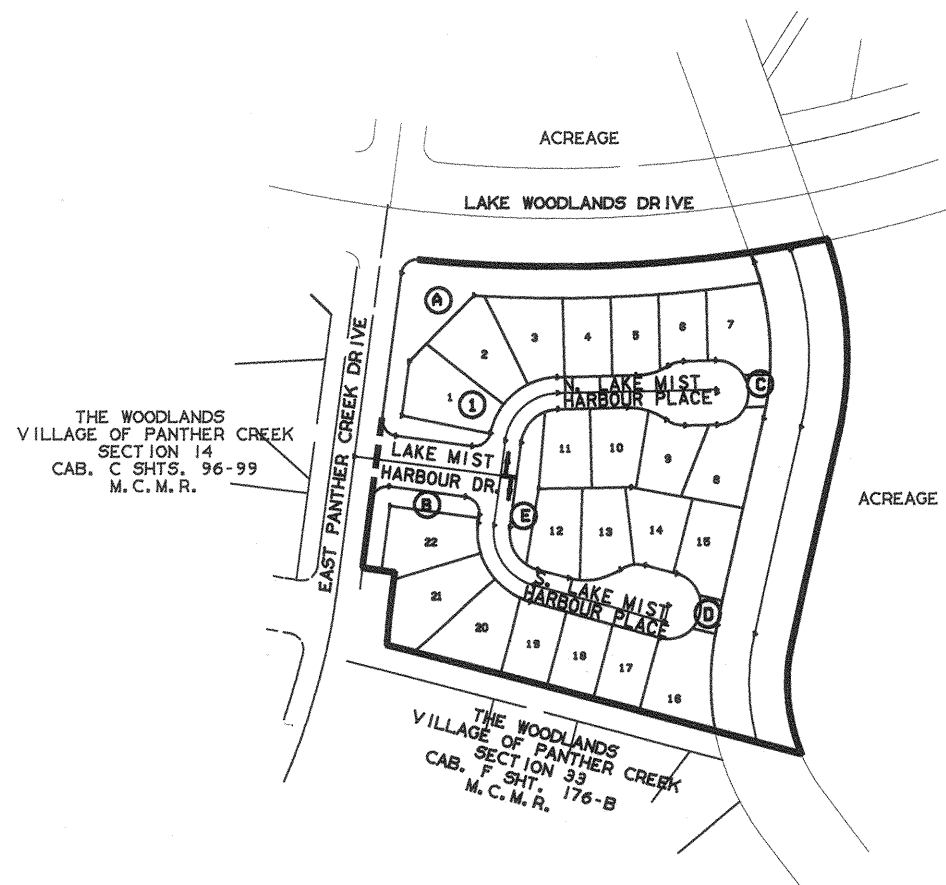 ACREAGE
LAKE WOODLANDS DRIVE
A
EAST PANTHER CREEK DRIVE
1
2
3
4
5
6
7
1
N. LAKE MIST
HARBOUR PLACE
C
THE WOODLANDS
VILLAGE OF PANTHER CREEK
SECTION 14
CAB. C SHTS. 96-99
M.C.M.R.
LAKE MIST
HARBOUR DR.
11
10
9
8
ACREAGE
B
E
12
13
14
15
22
21
20
19
18
17
16
S. LAKE MIST
HARBOUR PLACE
D
THE WOODLANDS
VILLAGE OF PANTHER CREEK
SECTION 33
CAB. F SHT. 176-B
M.C.M.R.